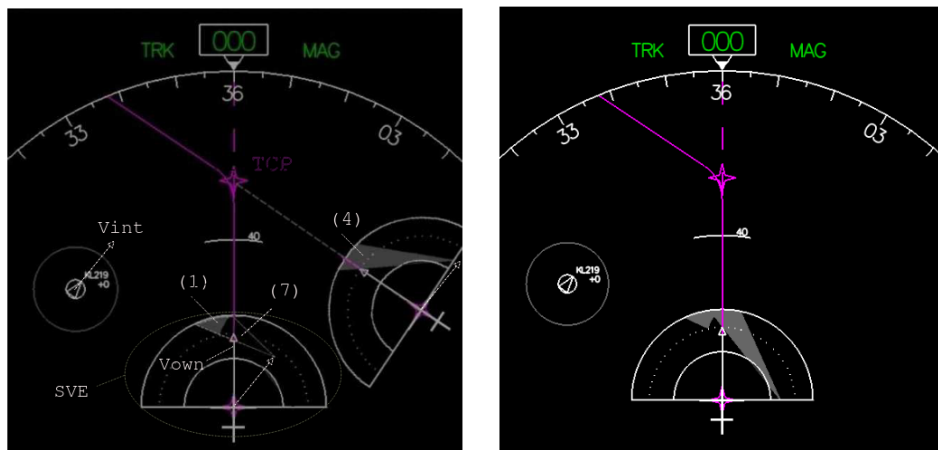 TRK 000 MAG
36
33
03
TCP
Vint
(4)
40
KL219
+0
(1)
(7)
Vown
SVE
TRK 000 MAG
36
33
03
40
KL219
+0